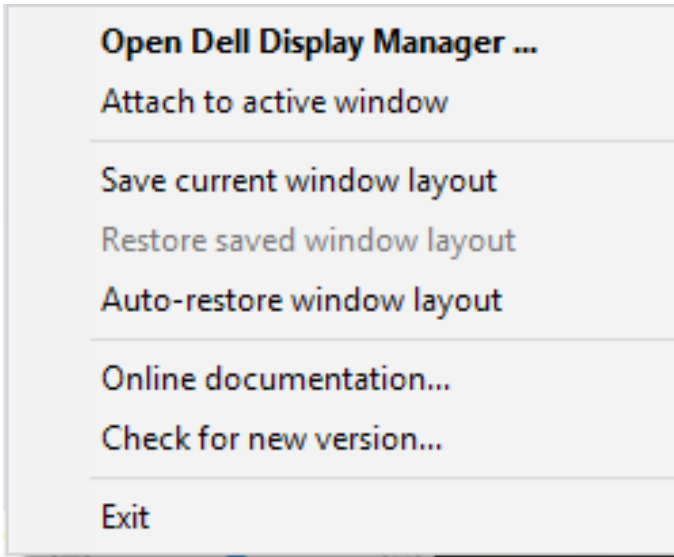 Open Dell Display Manager ...
Attach to active window
Save current window layout
Restore saved window layout
Auto-restore window layout
Online documentation...
Check for new version...
Exit